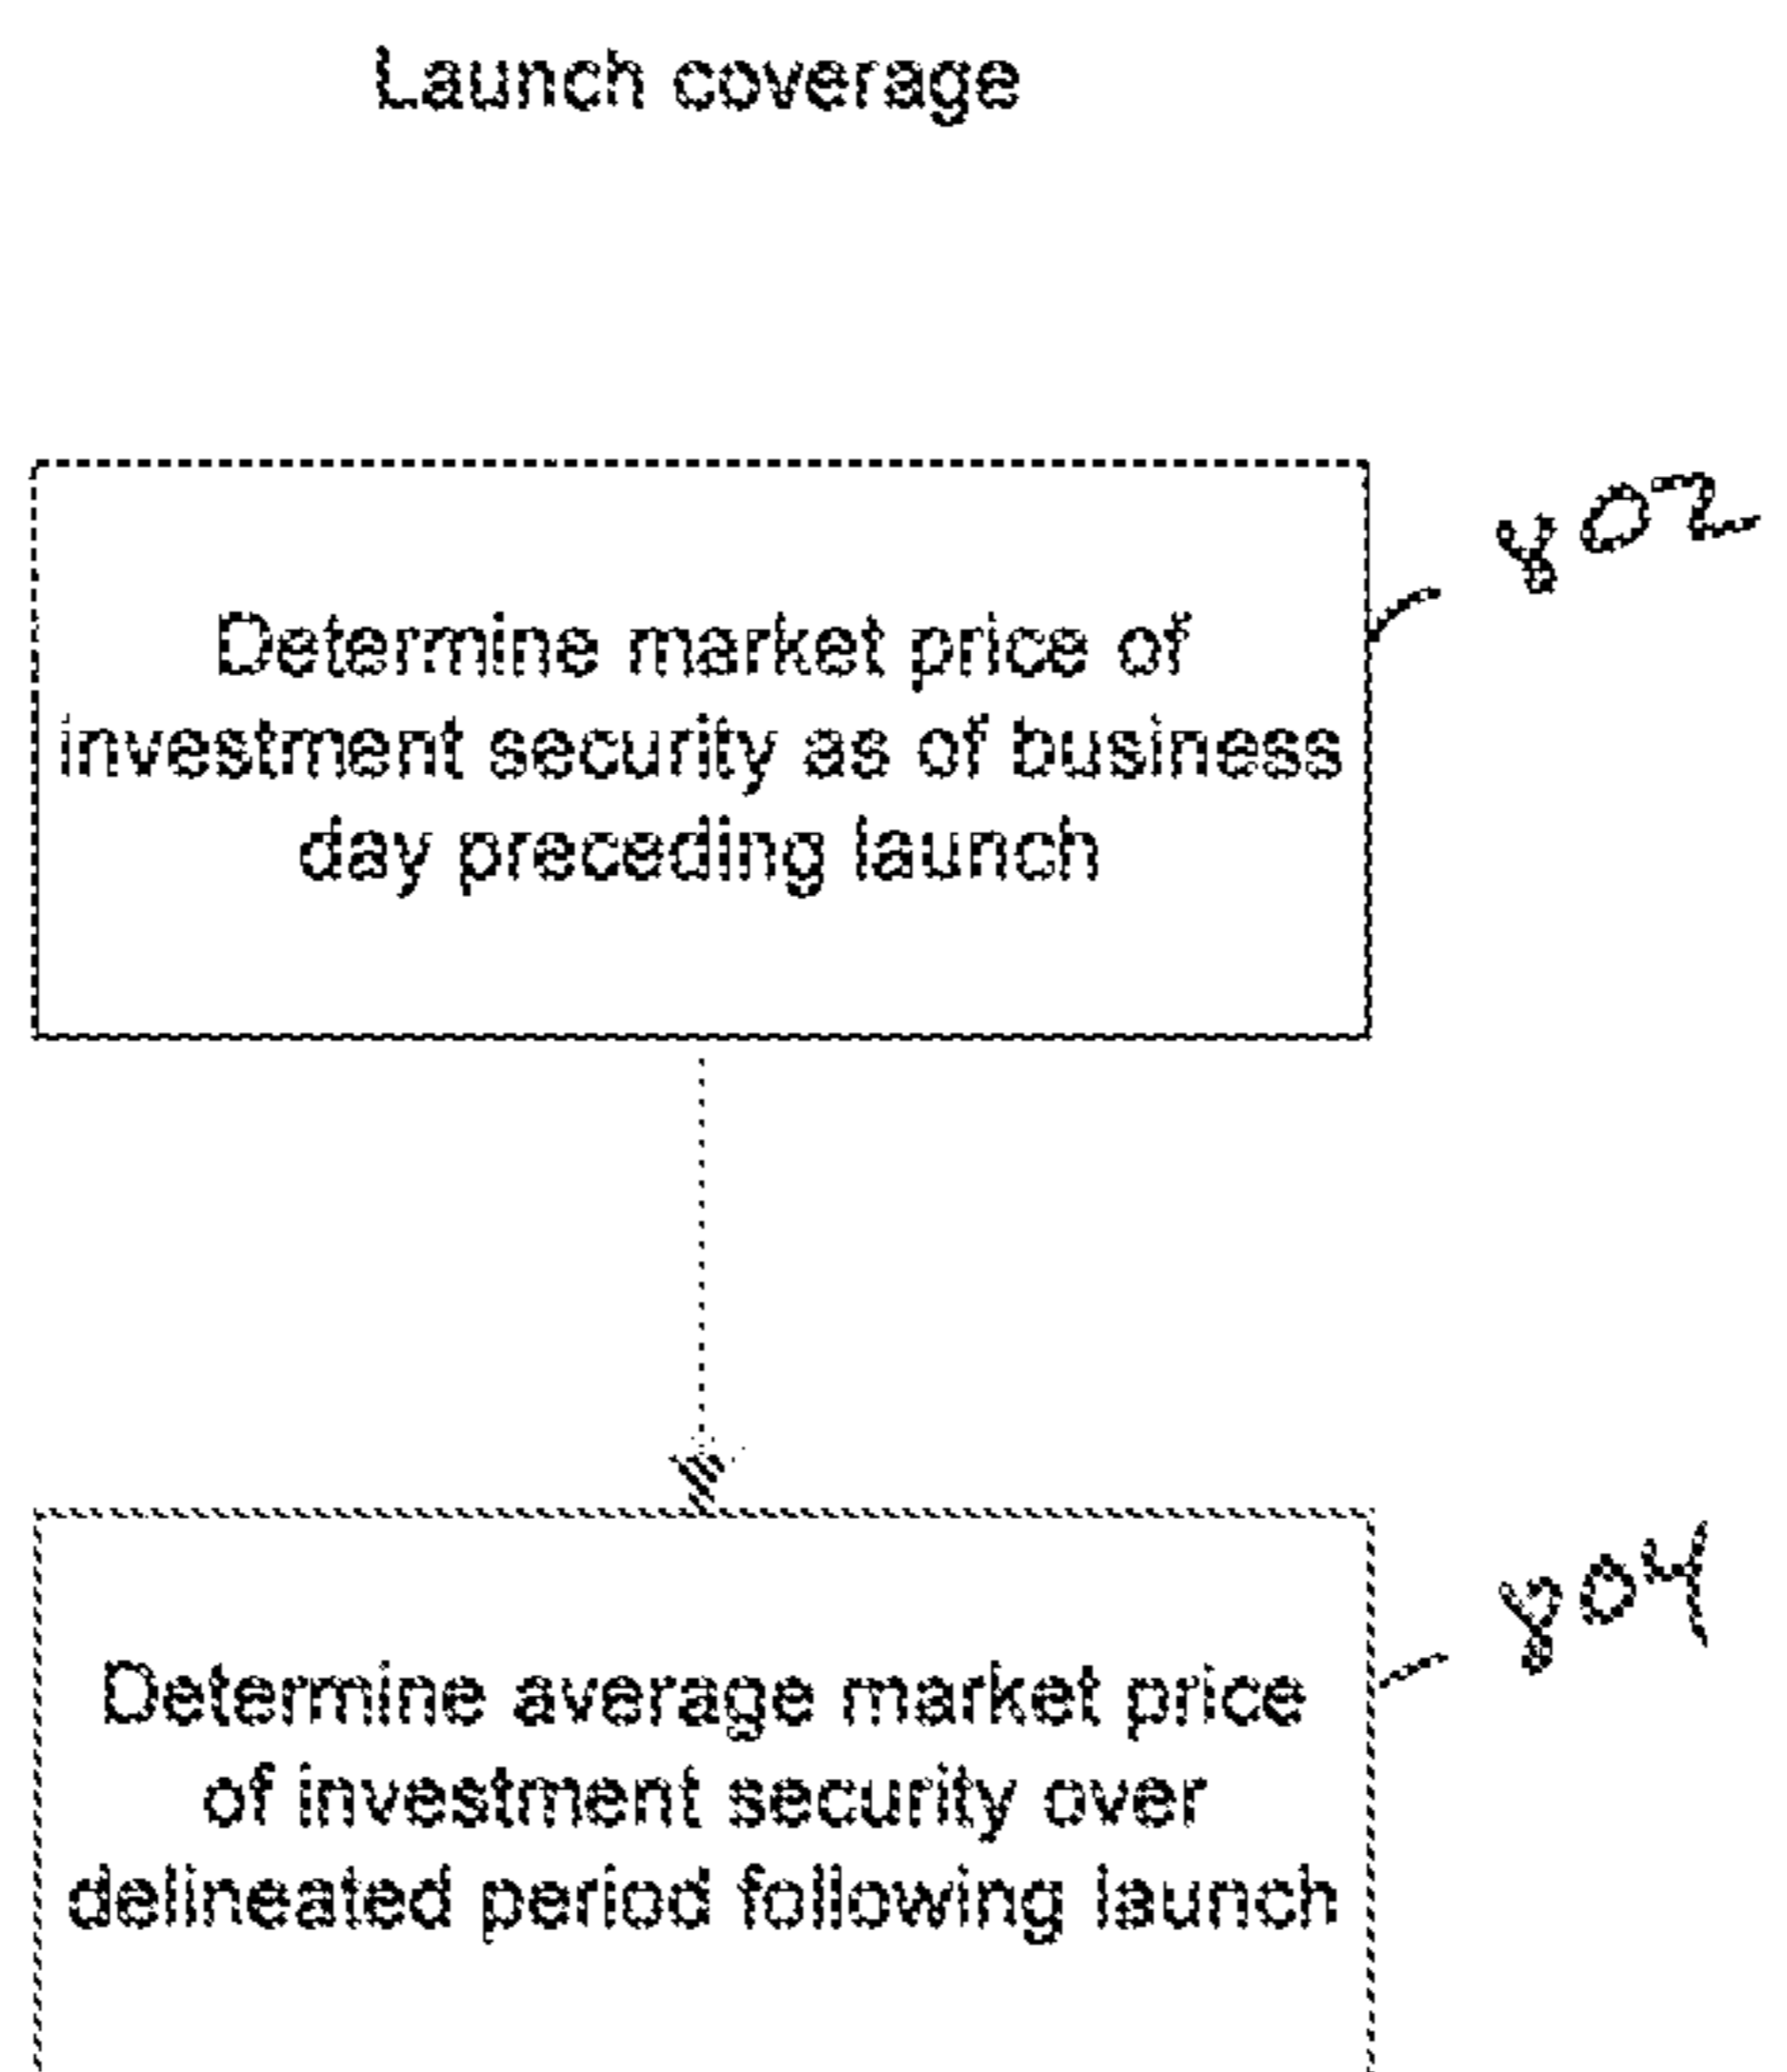 Launch coverage
802
Determine market price of
investment security as of business
day preceding launch
804
Determine average market price
of investment security over
delineated period following launch